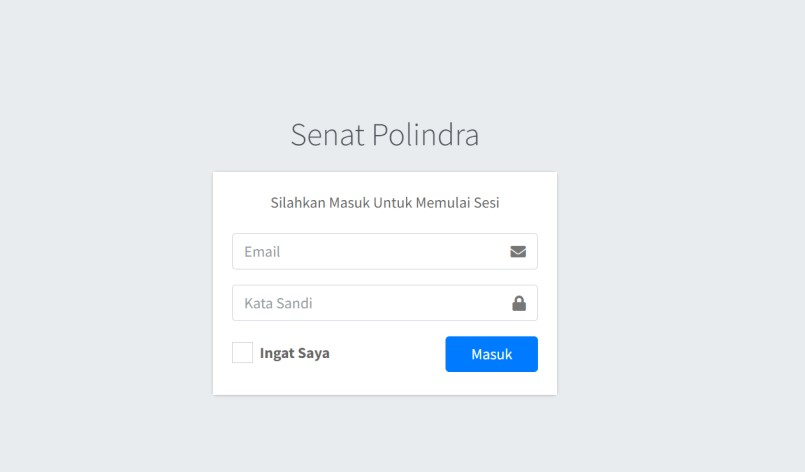 Senat Polindra
Silahkan Masuk Untuk Memulai Sesi
Email
Kata Sandi
Ingat Saya
Masuk